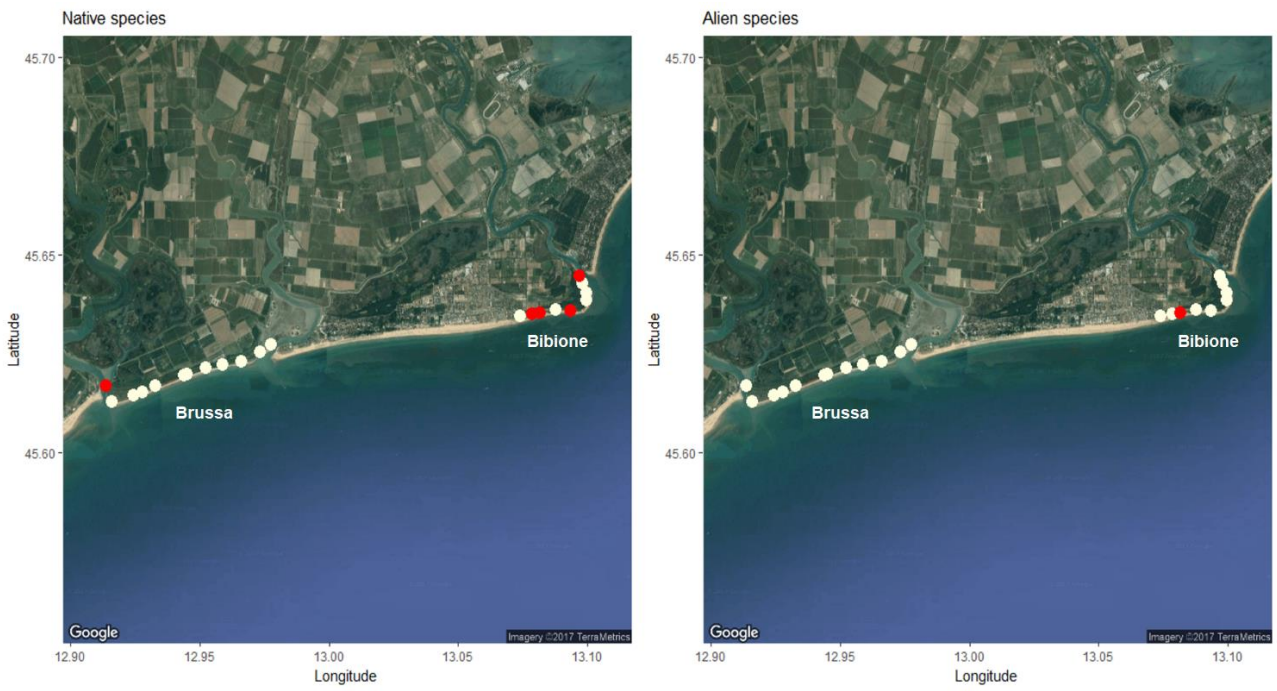 Native species
45.70
45.65
45.60
Latitude
Bibione
Brussa
Google
Imagery ©2017 TerraMetrics
12.90 12.95 13.00 13.05 13.10
Longitude
Alien species
45.70
45.65
45.60
Latitude
Bibione
Brussa
Google
Imagery ©2017 TerraMetrics
12.90 12.95 13.00 13.05 13.10
Longitude